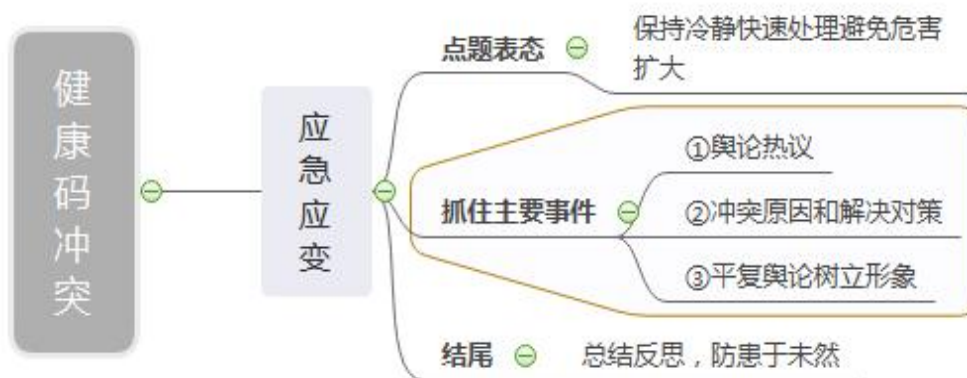 健康码冲突
应急应变
点题表态
保持冷静快速处理避免危害
扩大
抓住主要事件
①舆论热议
②冲突原因和解决对策
③平复舆论树立形象
结尾
总结反思，防患于未然